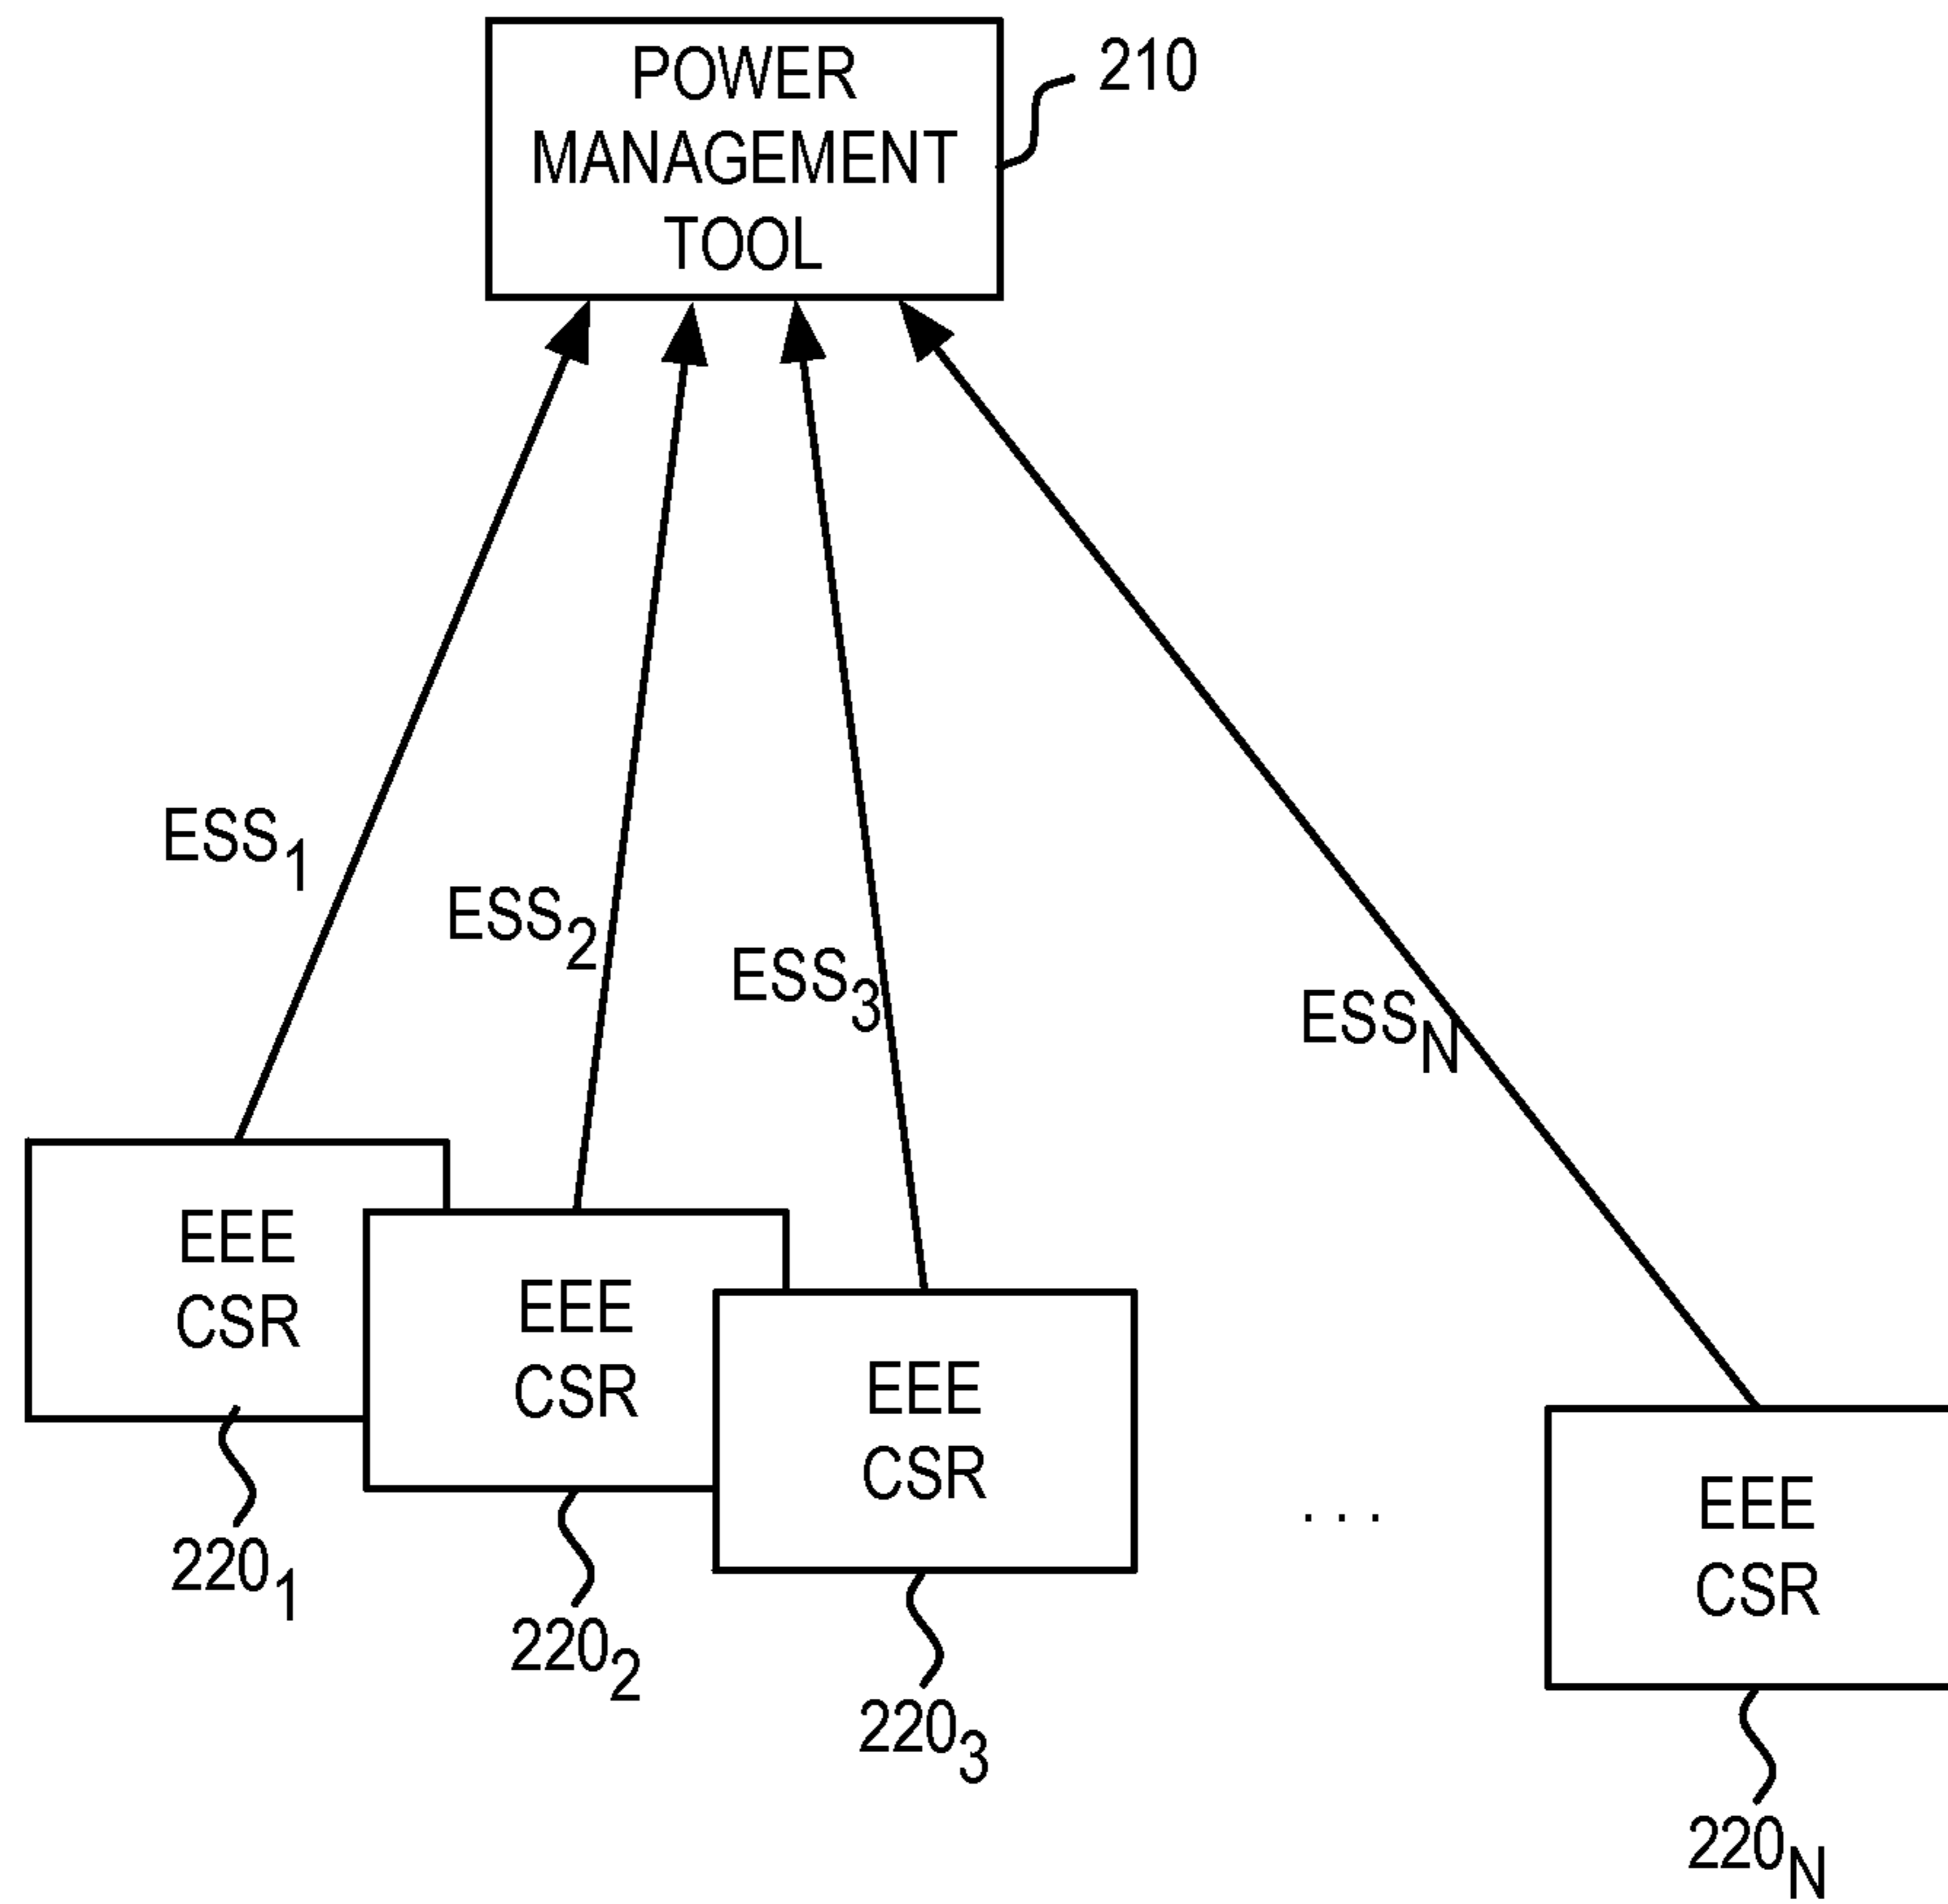 POWER
MANAGEMENT
TOOL
210
ESS1
ESS2
ESS3
ESSN
EEE
CSR
EEE
CSR
EEE
CSR
. . .
EEE
CSR
2201
2202
2203
220N